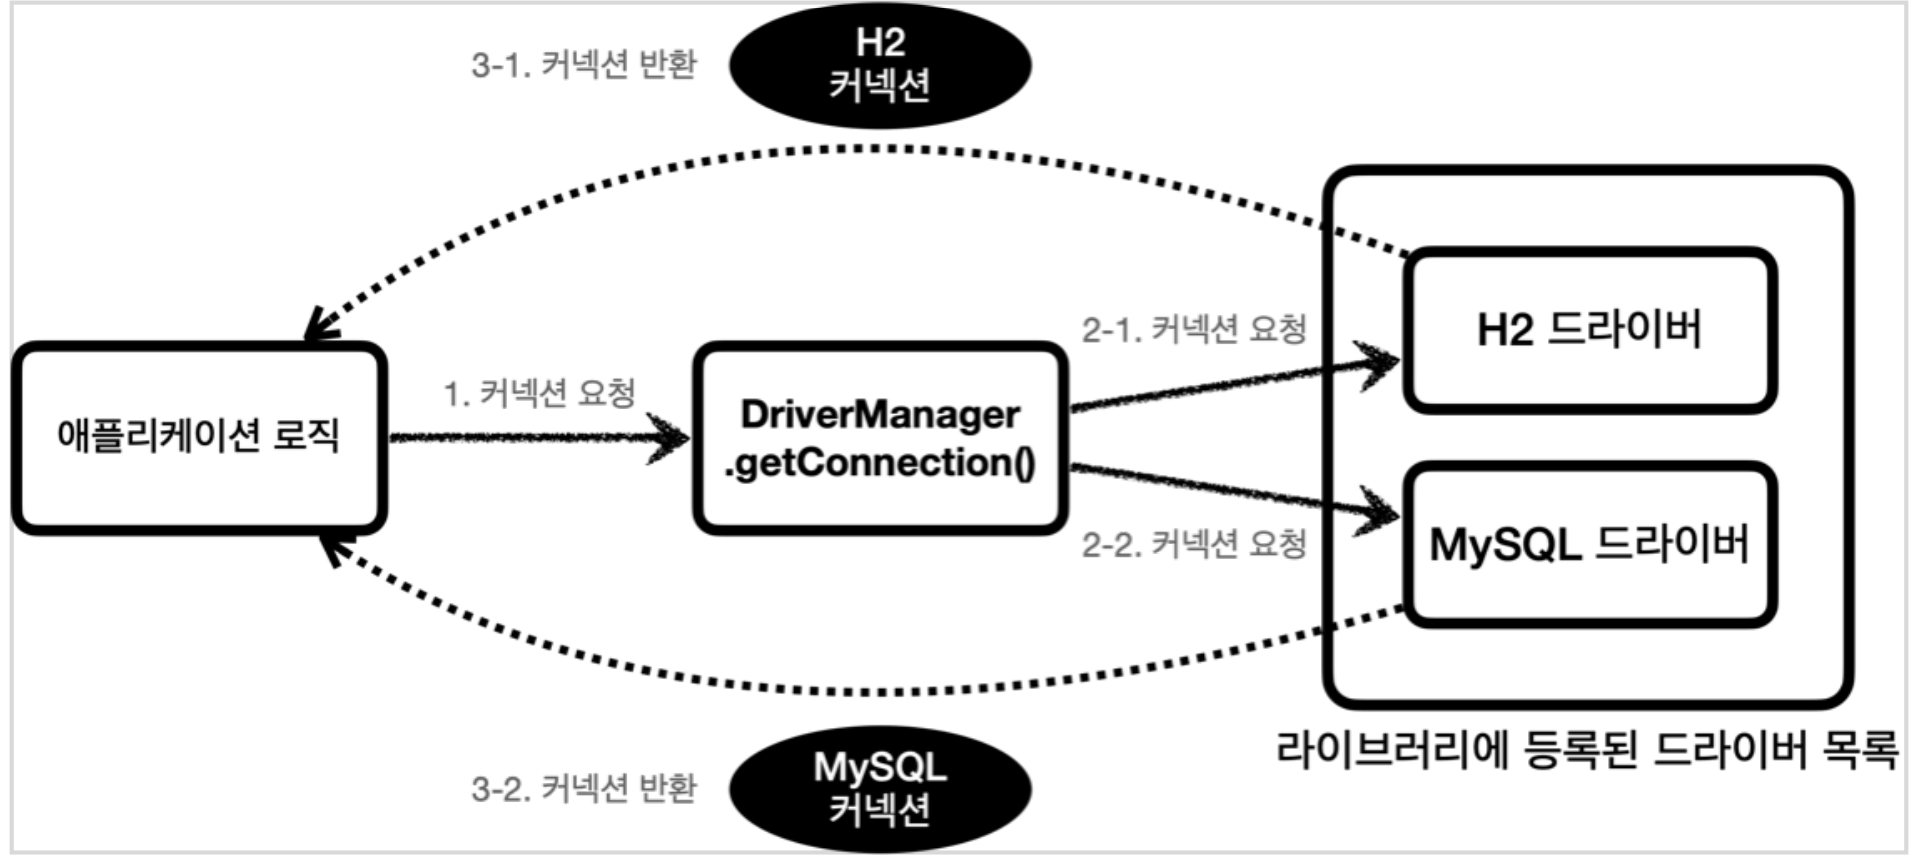 3-1. 커넥션 반환
H2
커넥션
애플리케이션 로직
1. 커넥션 요청
DriverManager
.getConnection()
2-1. 커넥션 요청
H2 드라이버
2-2. 커넥션 요청
MySQL 드라이버
라이브러리에 등록된 드라이버 목록
3-2. 커넥션 반환
MySQL
커넥션